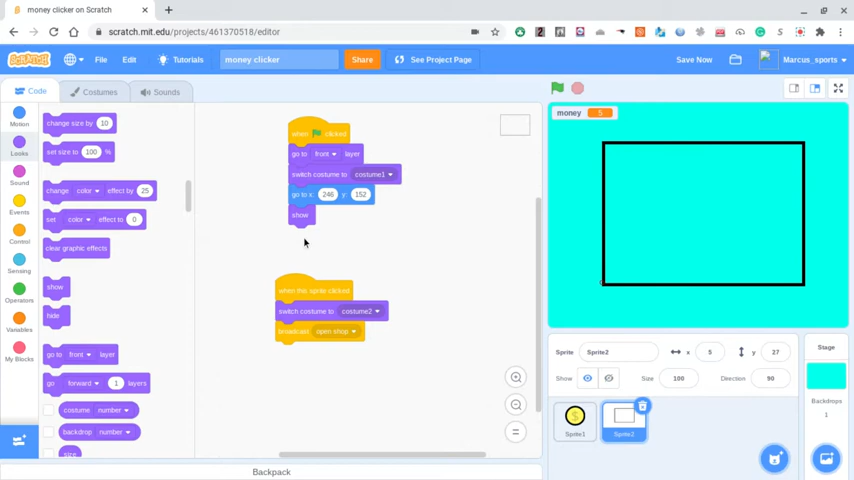 money clicker on Scratch
scratch.mit.edu/projects/461370518/editor
SCRATCH
File
Edit
Tutorials
money clicker
Share
See Project Page
Save Now
Marcus_sports
Code
Costumes
Sounds
Motion
Looks
Sound
Events
Control
Sensing
Operators
Variables
My Blocks
change size by 10
set size to 100 %
change color effect by 25
set color effect to 0
clear graphic effects
show
hide
go to front layer
go forward 1 layers
costume number
backdrop number
size
when clicked
go to front layer
switch costume to costume1
go to x: 246 y: 152
show
when this sprite clicked
switch costume to costume2
broadcast open shop
money 5
Sprite Sprite2 x 5 y 27
Show Size 100 Direction 90
Sprite1
Sprite2
Stage
Backdrops
1
Backpack